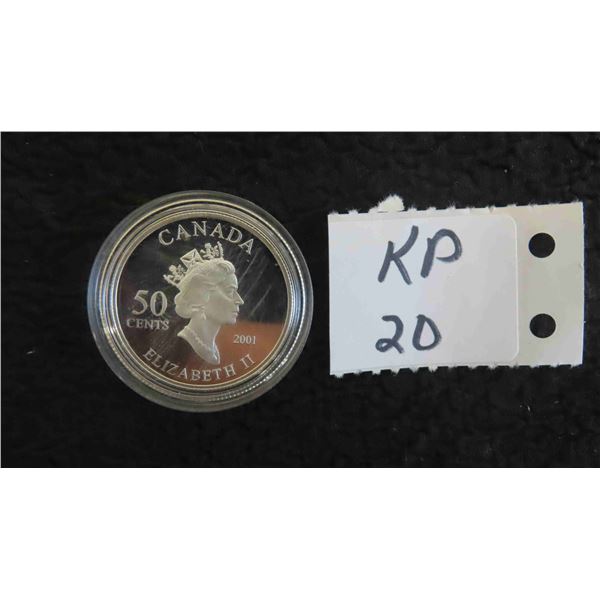 CANADA
50
CENTS
2001
ELIZABETH II
KP
20